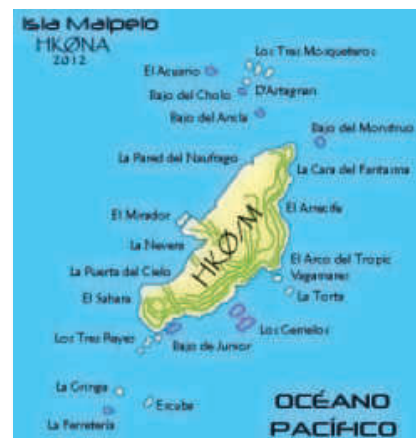 Isla Malpelo
HKØNA
2012
Los Tres Mosqueteros
El Acuario
Bajo del Cholo
D'Artagnan
Bajo del Ancla
Bajo del Monstruo
La Pared del Naufrago
La Cara del Fantasma
El Mirador
El Arrecife
La Nevera
HKØ/M
La Puerta del Cielo
El Arco del Tropic
Vagamares
El Sahara
La Torta
Los Gemelos
Los Tres Reyes
Bajo de Junior
La Gringa
Escuba
La Ferreteria
OCÉANO
PACÍFICO